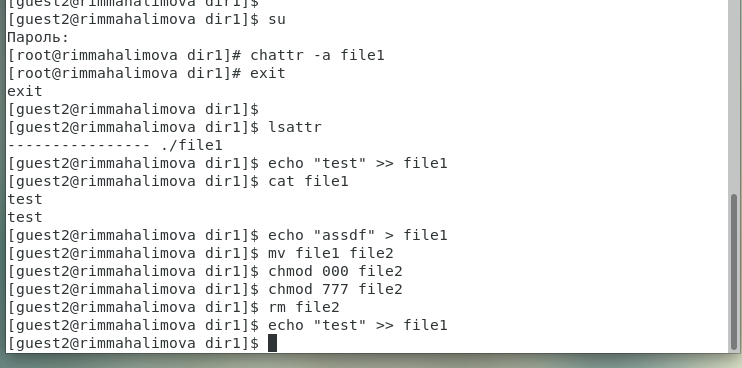 [guest2@rimmahalimova dir1]$
[guest2@rimmahalimova dir1]$ su
Пароль:
[root@rimmahalimova dir1]# chattr -a file1
[root@rimmahalimova dir1]# exit
exit
[guest2@rimmahalimova dir1]$
[guest2@rimmahalimova dir1]$ lsattr
---------------- ./file1
[guest2@rimmahalimova dir1]$ echo "test" >> file1
[guest2@rimmahalimova dir1]$ cat file1
test
test
[guest2@rimmahalimova dir1]$ echo "assdf" > file1
[guest2@rimmahalimova dir1]$ mv file1 file2
[guest2@rimmahalimova dir1]$ chmod 000 file2
[guest2@rimmahalimova dir1]$ chmod 777 file2
[guest2@rimmahalimova dir1]$ rm file2
[guest2@rimmahalimova dir1]$ echo "test" >> file1
[guest2@rimmahalimova dir1]$